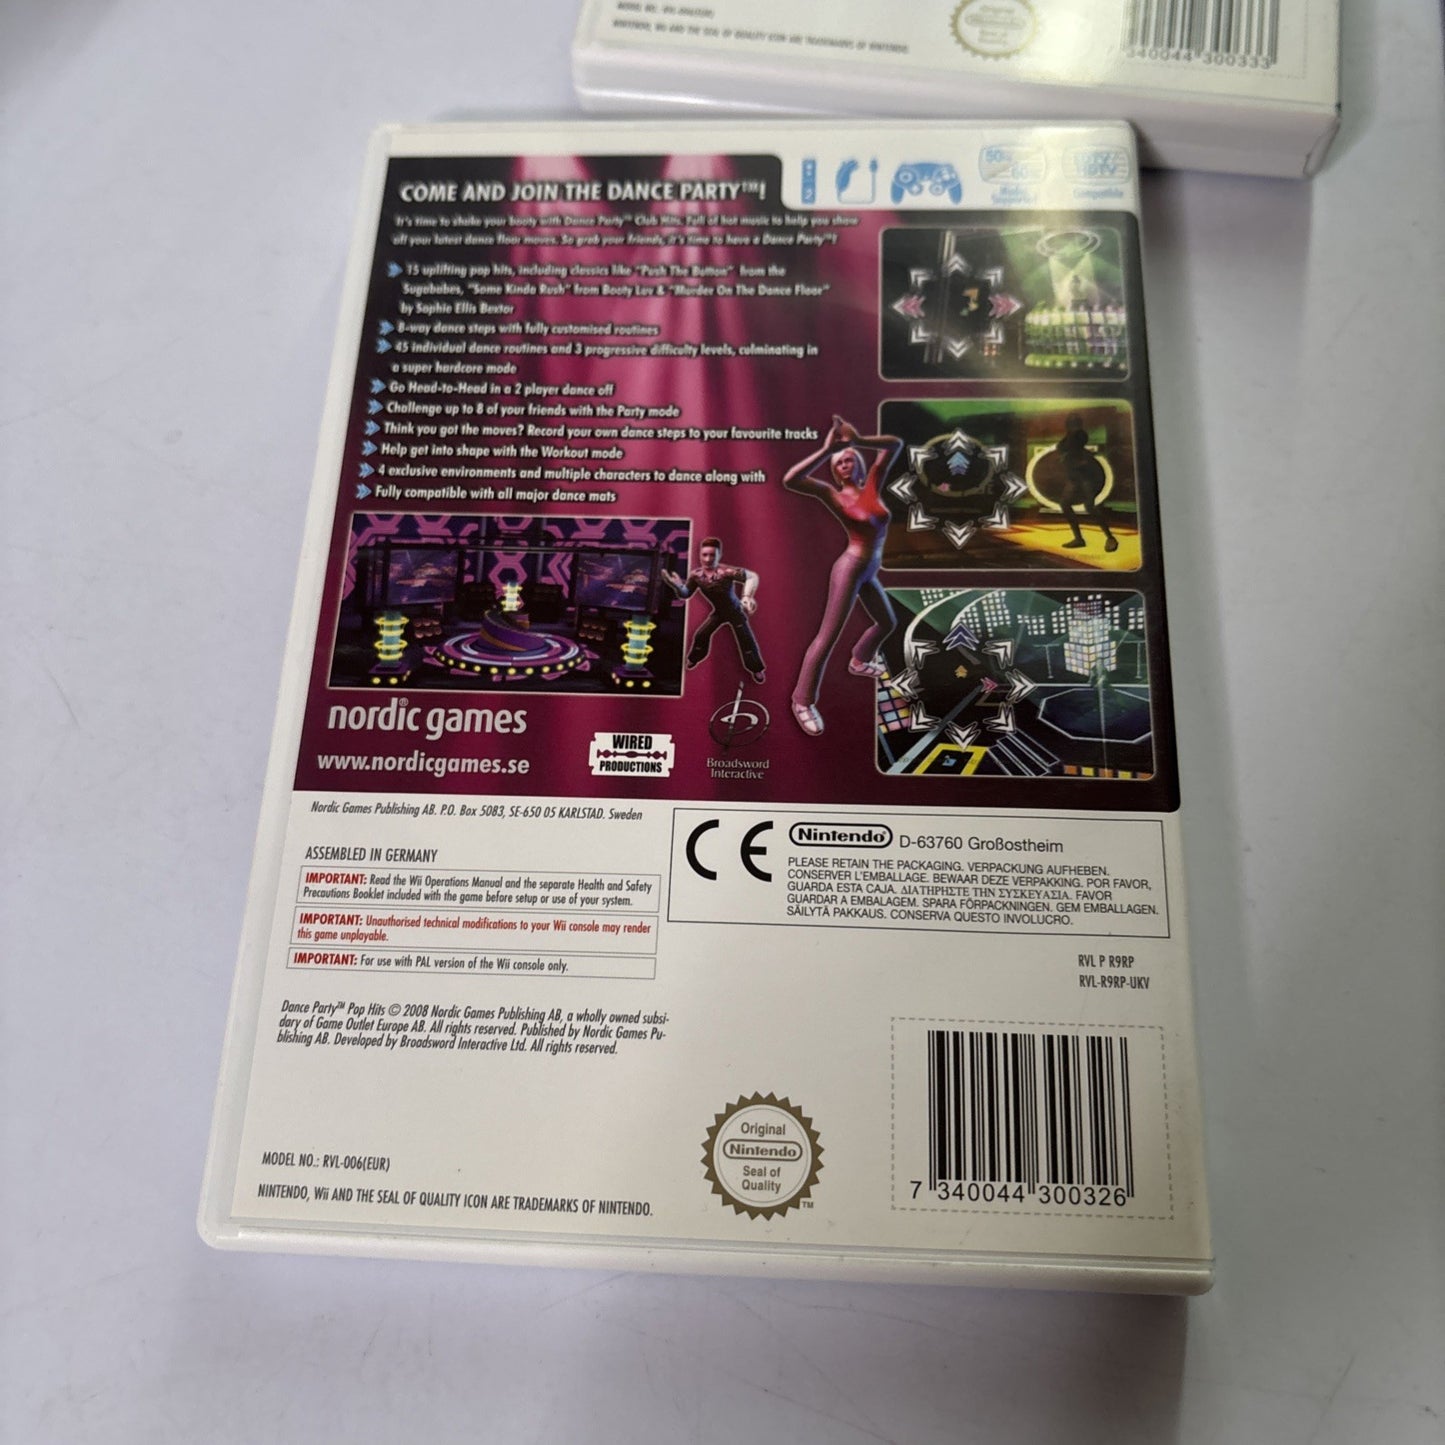 NINTENDO, Wii AND THE SEAL OF QUALITY ICON ARE TRADEMARKS OF NINTENDO.
7 340044 300333
COME AND JOIN THE DANCE PARTY™!
It's time to shake your booty with Dance Party™ Club Hits. Full of hot music to help you show
off your latest dance floor moves. So grab your friends, it's time to have a Dance Party™!
15 uplifting pop hits, including classics like "Push The Button" from the
Sugababes, "Some Kinda Rush" from Booty Luv & "Murder On The Dance Floor"
by Sophie Ellis Bextor
8-way dance steps with fully customised routines
45 individual dance routines and 3 progressive difficulty levels, culminating in
a super hardcore mode
Go Head-to-Head in a 2 player dance off
Challenge up to 8 of your friends with the Party mode
Think you got the moves? Record your own dance steps to your favourite tracks
Help get into shape with the Workout mode
4 exclusive environments and multiple characters to dance along with
Fully compatible with all major dance mats
nordic games
www.nordicgames.se
WIRED
PRODUCTIONS
Broadsword
Interactive
Nordic Games Publishing AB. P.O. Box 5083, SE-650 05 KARLSTAD. Sweden
ASSEMBLED IN GERMANY
IMPORTANT: Read the Wii Operations Manual and the separate Health and Safety
Precautions Booklet included with the game before setup or use of your system.
IMPORTANT: Unauthorised technical modifications to your Wii console may render
this game unplayable.
IMPORTANT: For use with PAL version of the Wii console only.
CE
Nintendo® D-63760 Großostheim
PLEASE RETAIN THE PACKAGING. VERPACKUNG AUFHEBEN.
CONSERVER L'EMBALLAGE. BEWAAR DEZE VERPAKKING. POR FAVOR,
GUARDA ESTA CAJA. ΔΙΑΤΗΡΗΣΤΕ ΤΗΝ ΣΥΣΚΕΥΑΣΙΑ. FAVOR
GUARDAR A EMBALAGEM. SPARA FÖRPACKNINGEN. GEM EMBALLAGEN.
SÄILYTÄ PAKKAUS. CONSERVA QUESTO INVOLUCRO.
RVL P R9RP
RVL-R9RP-UKV
Dance Party™ Pop Hits © 2008 Nordic Games Publishing AB, a wholly owned subsi-
dary of Game Outlet Europe AB. All rights reserved. Published by Nordic Games Pu-
blishing AB. Developed by Broadsword Interactive Ltd. All rights reserved.
Original
Nintendo
Seal of
Quality
TM
MODEL NO.: RVL-006(EUR)
NINTENDO, Wii AND THE SEAL OF QUALITY ICON ARE TRADEMARKS OF NINTENDO.
7 340044 300326